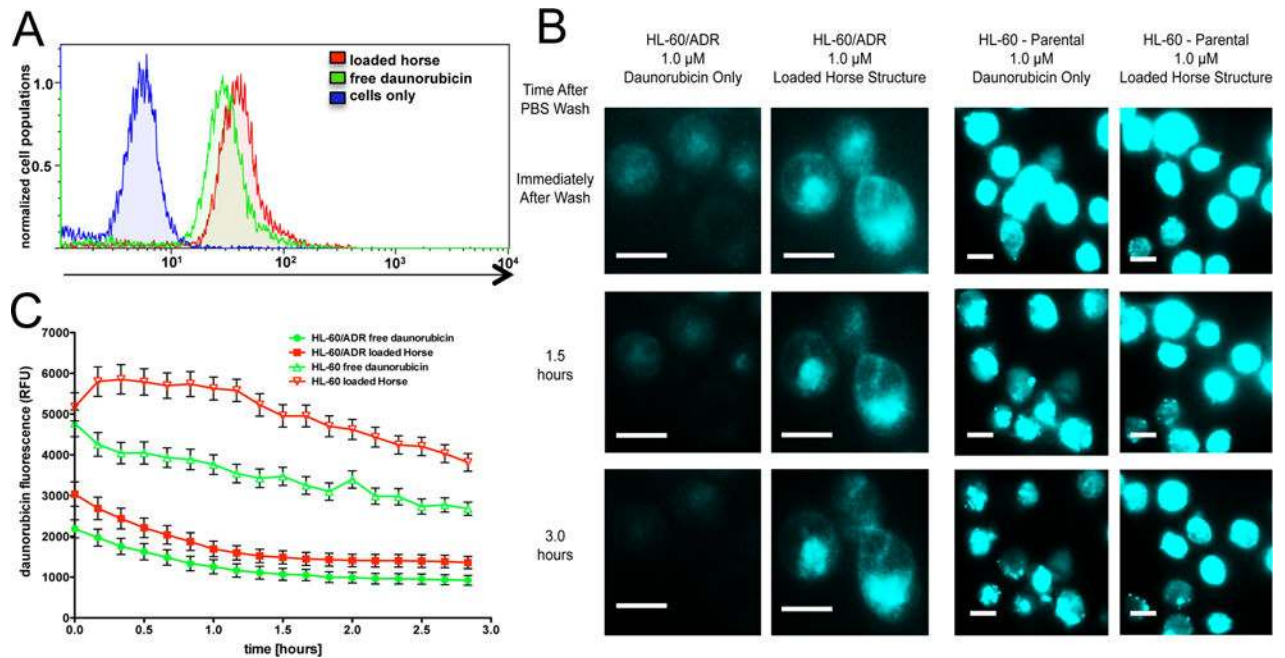 A
loaded horse
free daunorubicin
cells only
normalized cell populations
1.0
0.5
10¹
10²
10³
10⁴
B
HL-60/ADR
1.0 µM
Daunorubicin Only
HL-60/ADR
1.0 µM
Loaded Horse Structure
HL-60 - Parental
1.0 µM
Daunorubicin Only
HL-60 - Parental
1.0 µM
Loaded Horse Structure
Time After
PBS Wash
Immediately
After Wash
1.5
hours
3.0
hours
C
HL-60/ADR free daunorubicin
HL-60/ADR loaded Horse
HL-60 free daunorubicin
HL-60 loaded Horse
daunorubicin fluorescence (RFU)
7000
6000
5000
4000
3000
2000
1000
0
0.0
0.5
1.0
1.5
2.0
2.5
3.0
time [hours]